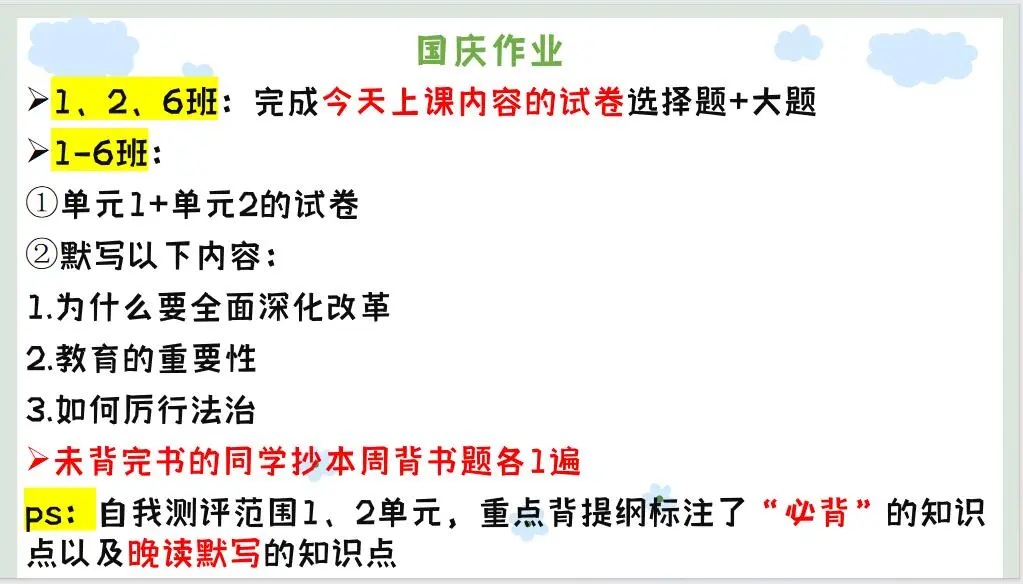 国庆作业
➢1、2、6班：完成今天上课内容的试卷选择题+大题
➢1-6班：
①单元1+单元2的试卷
②默写以下内容：
1.为什么要全面深化改革
2.教育的重要性
3.如何厉行法治
➢未背完书的同学抄本周背书题各1遍
ps：自我测评范围1、2单元，重点背提纲标注了“必背”的知识
点以及晚读默写的知识点